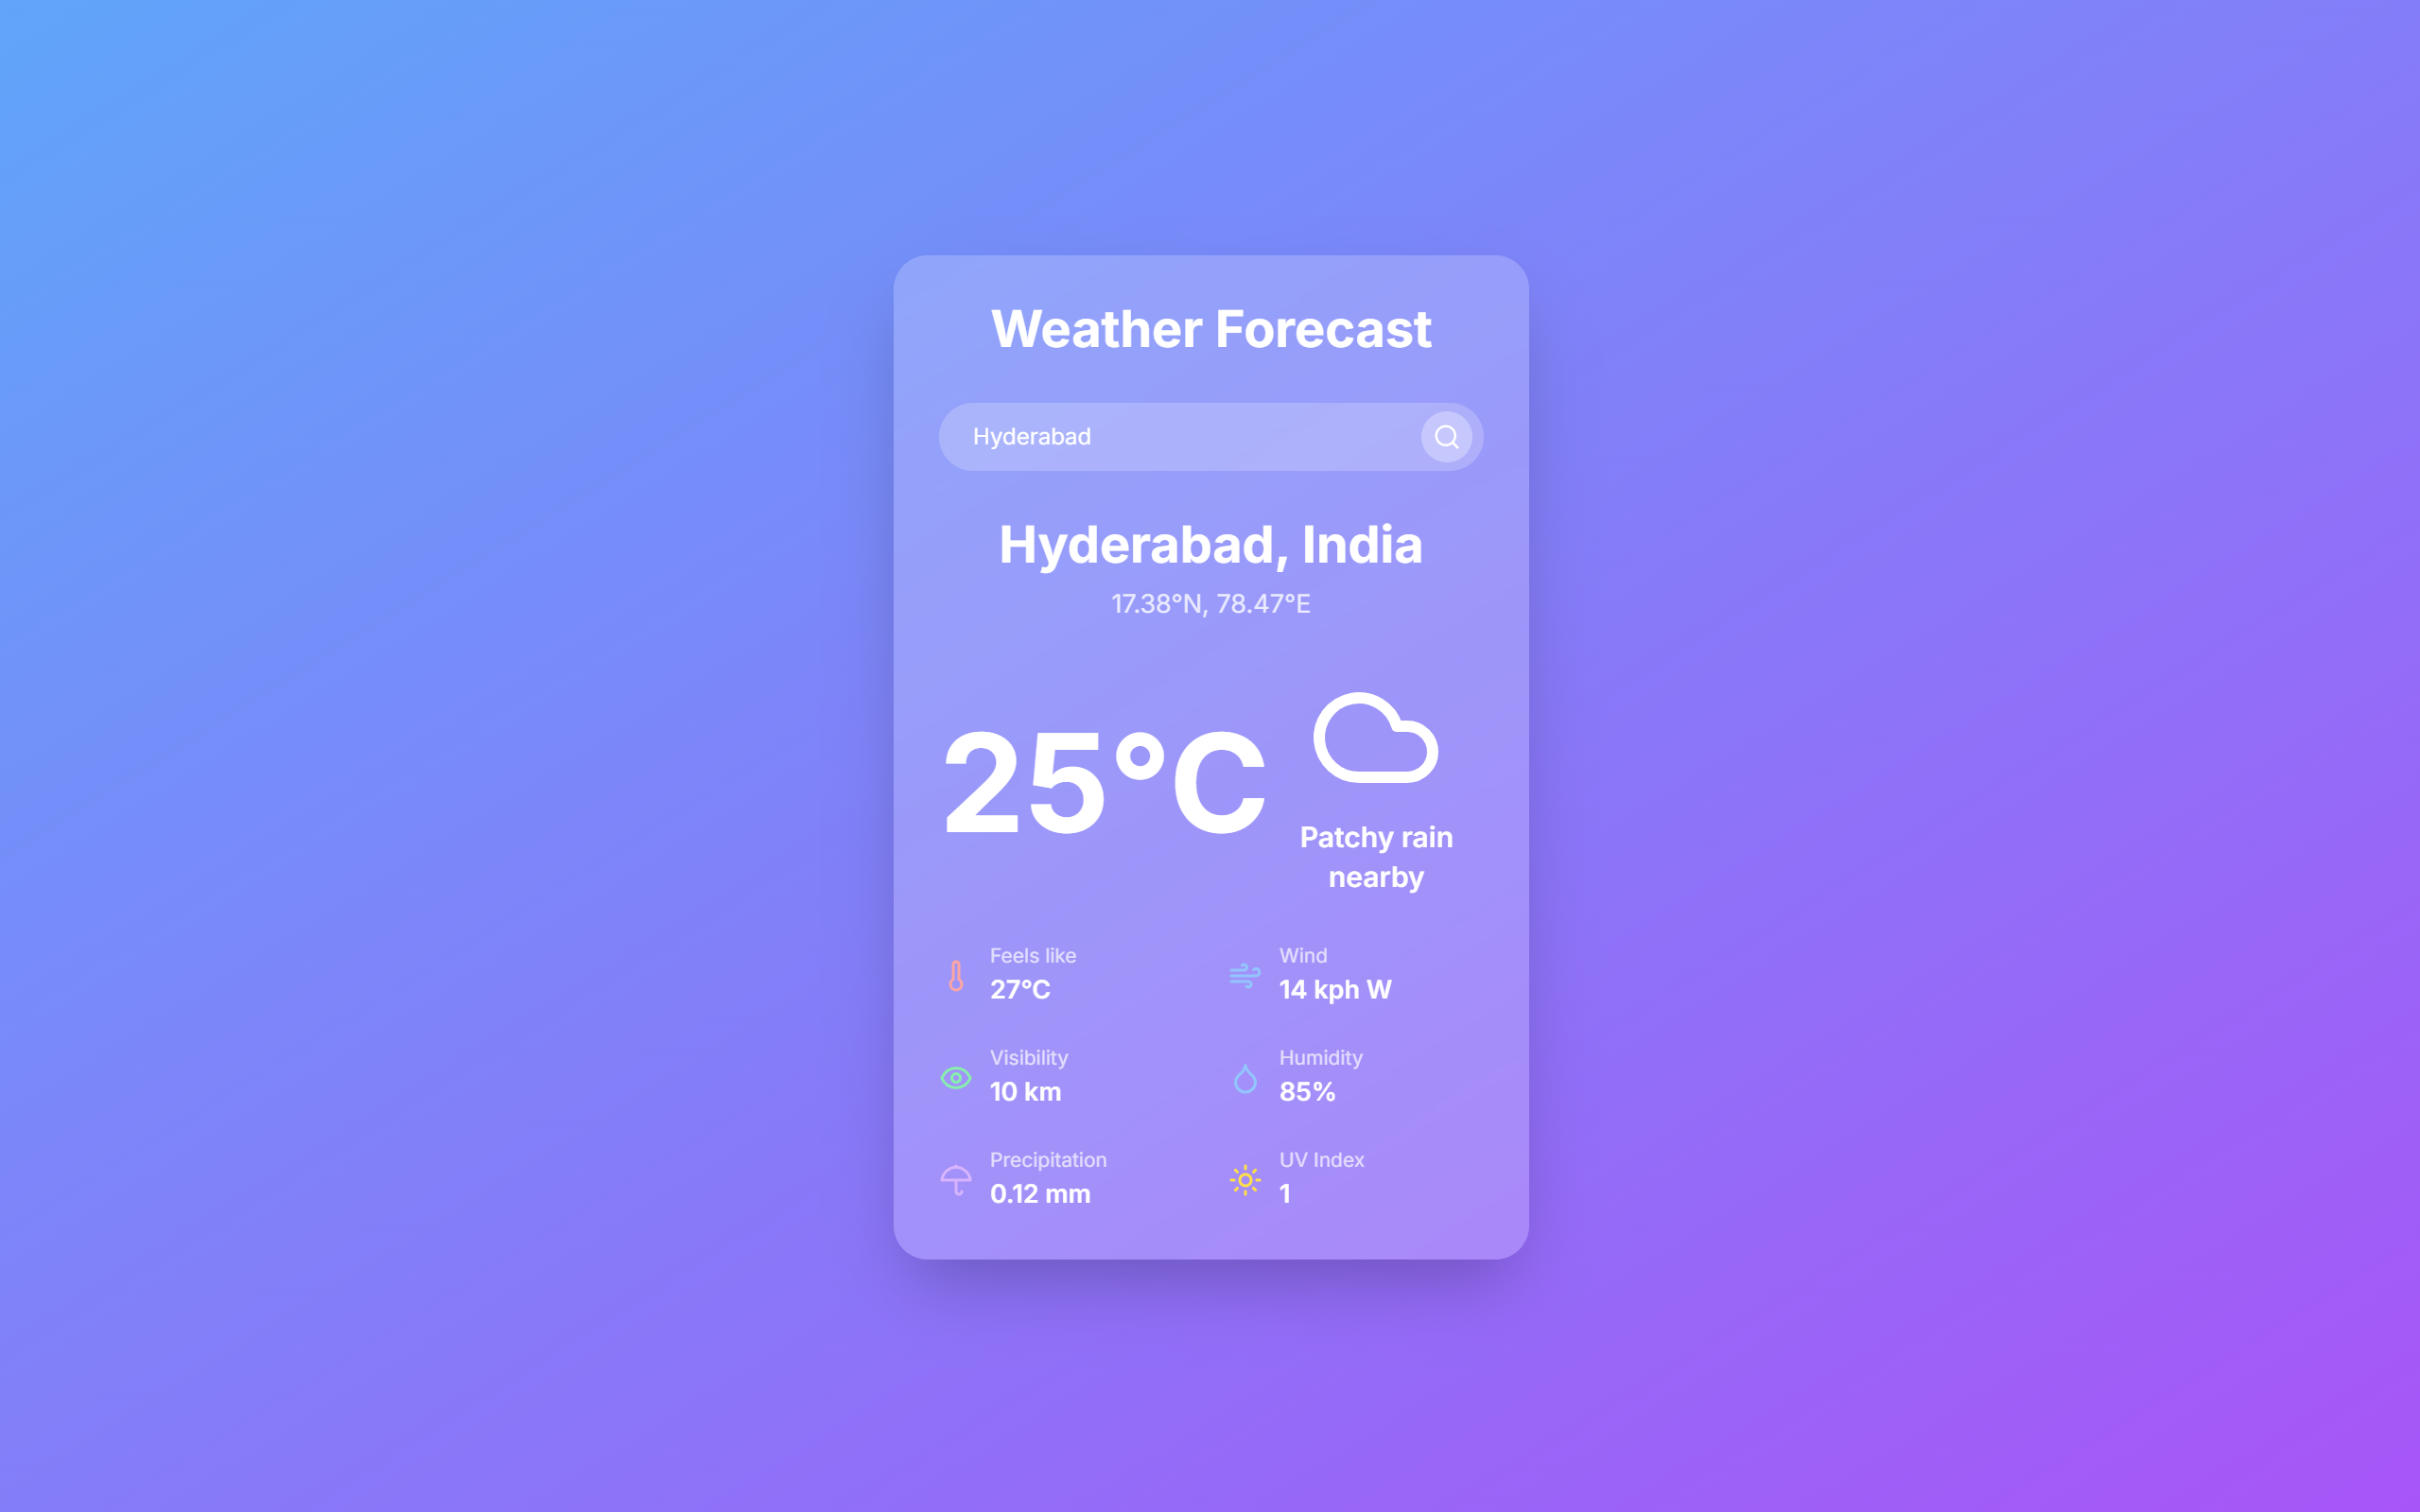 Weather Forecast
Hyderabad
Hyderabad, India
17.38°N, 78.47°E
25°C
Patchy rain
nearby
Feels like
27°C
Wind
14 kph W
Visibility
10 km
Humidity
85%
Precipitation
0.12 mm
UV Index
1